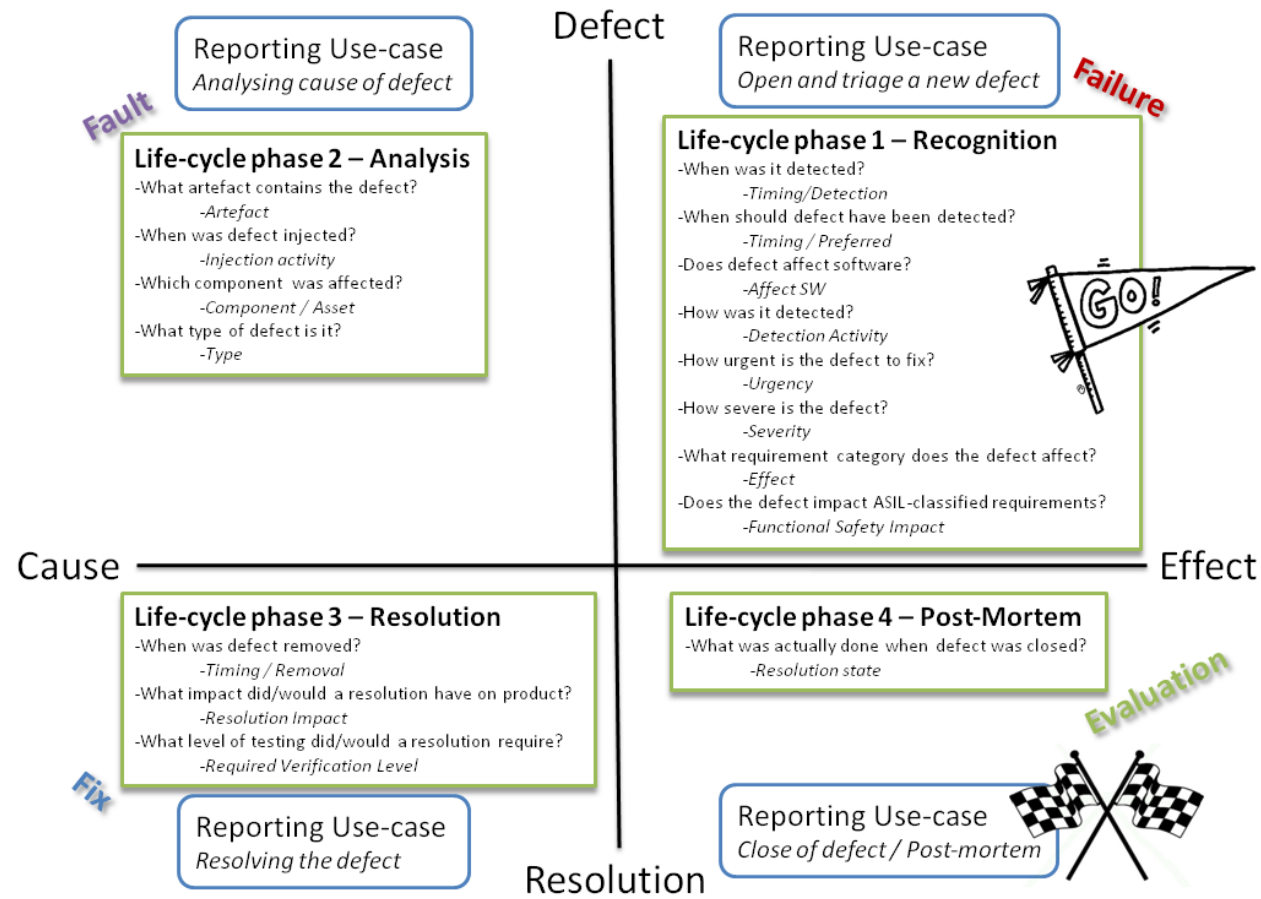 Defect
Reporting Use-case
Analysing cause of defect
Fault
Life-cycle phase 2 – Analysis
-What artefact contains the defect?
-Artefact
-When was defect injected?
-Injection activity
-Which component was affected?
-Component / Asset
-What type of defect is it?
-Type
Reporting Use-case
Open and triage a new defect
Failure
Life-cycle phase 1 – Recognition
-When was it detected?
-Timing/Detection
-When should defect have been detected?
-Timing / Preferred
-Does defect affect software?
-Affect SW
-How was it detected?
-Detection Activity
-How urgent is the defect to fix?
-Urgency
-How severe is the defect?
-Severity
-What requirement category does the defect affect?
-Effect
-Does the defect impact ASIL-classified requirements?
-Functional Safety Impact
GO!
Cause
Effect
Life-cycle phase 3 – Resolution
-When was defect removed?
-Timing / Removal
-What impact did/would a resolution have on product?
-Resolution Impact
-What level of testing did/would a resolution require?
-Required Verification Level
Fix
Reporting Use-case
Resolving the defect
Life-cycle phase 4 – Post-Mortem
-What was actually done when defect was closed?
-Resolution state
Evaluation
Reporting Use-case
Close of defect / Post-mortem
Resolution